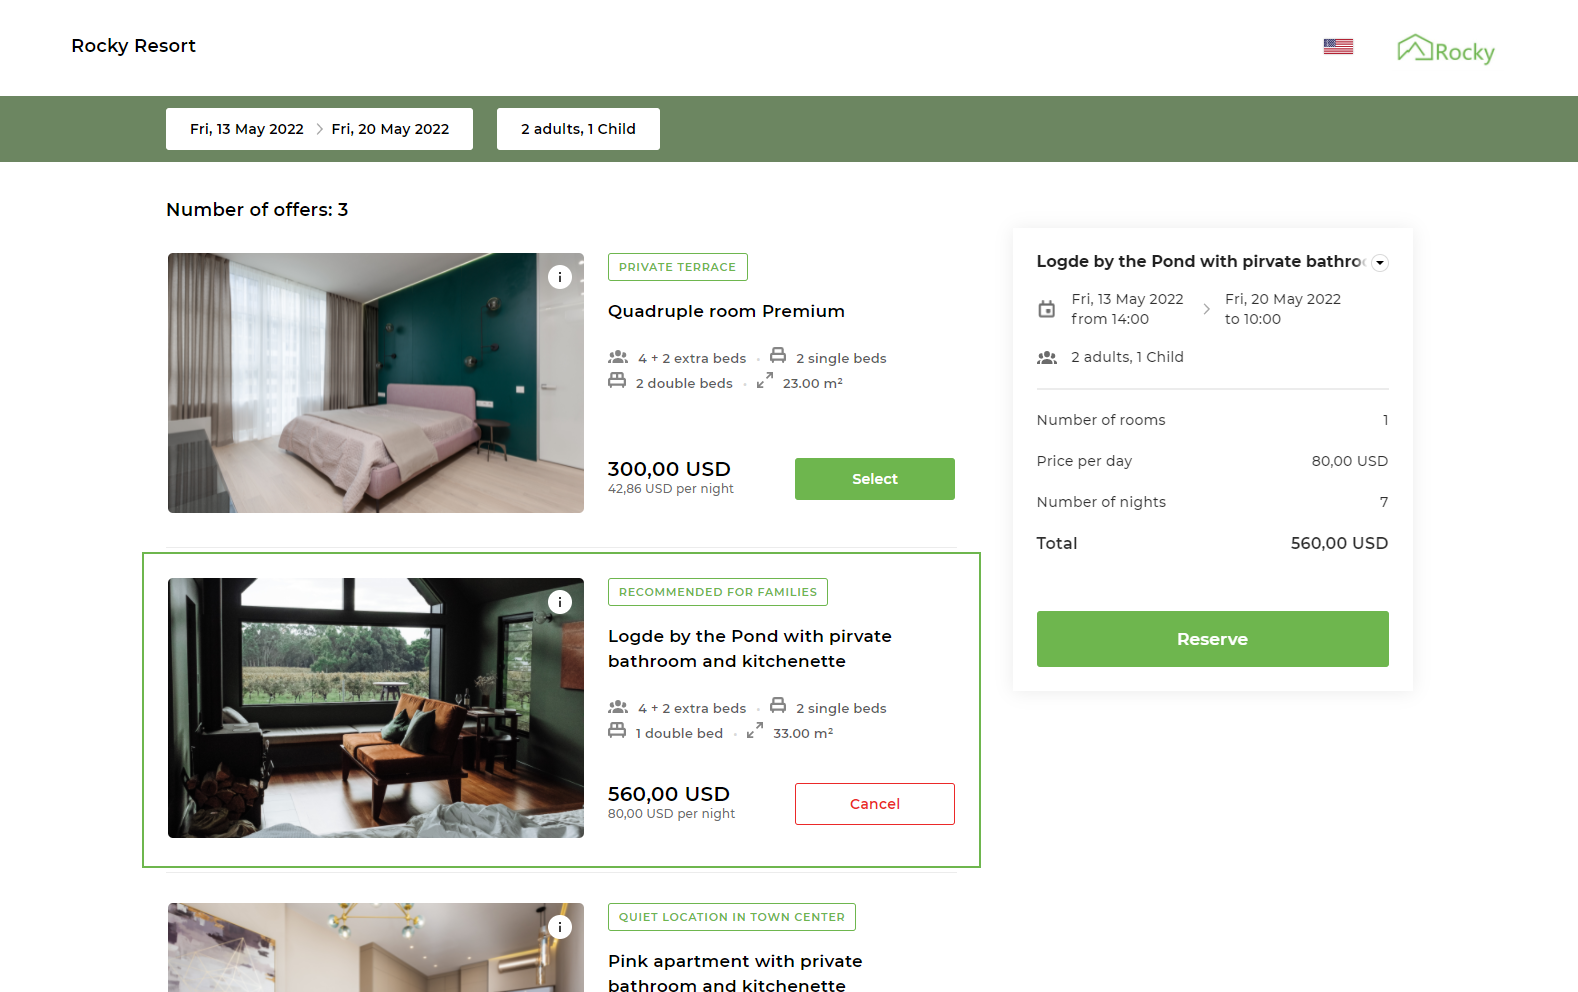 Rocky Resort
Rocky
Fri, 13 May 2022 > Fri, 20 May 2022
2 adults, 1 Child
Number of offers: 3
PRIVATE TERRACE
Quadruple room Premium
4 + 2 extra beds · 2 single beds
2 double beds · 23.00 m²
300,00 USD
42,86 USD per night
Select
RECOMMENDED FOR FAMILIES
Logde by the Pond with pirvate
bathroom and kitchenette
4 + 2 extra beds · 2 single beds
1 double bed · 33.00 m²
560,00 USD
80,00 USD per night
Cancel
QUIET LOCATION IN TOWN CENTER
Pink apartment with private
bathroom and kitchenette
Logde by the Pond with pirvate bathro
Fri, 13 May 2022 > Fri, 20 May 2022
from 14:00 to 10:00
2 adults, 1 Child
Number of rooms 1
Price per day 80,00 USD
Number of nights 7
Total 560,00 USD
Reserve